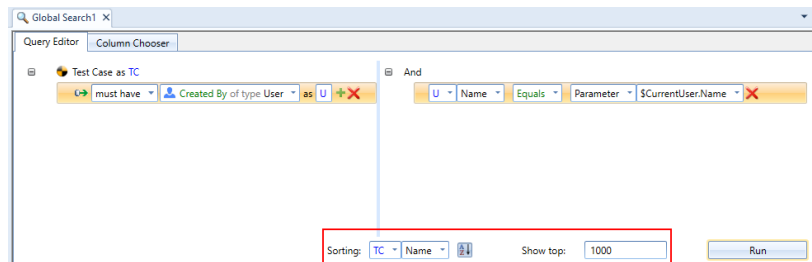 Global Search1
Query Editor Column Chooser
Test Case as TC And
must have Created By of type User as U U Name Equals Parameter $CurrentUser.Name
Sorting: TC Name Show top: 1000 Run